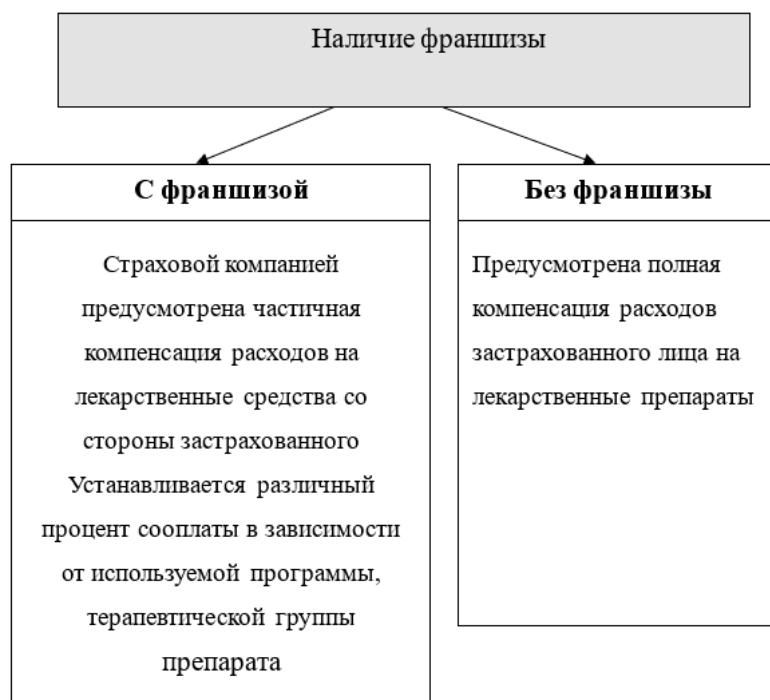 Наличие франшизы
С франшизой
Страховой компанией
предусмотрена частичная
компенсация расходов на
лекарственные средства со
стороны застрахованного
Устанавливается различный
процент сооплаты в зависимости
от используемой программы,
терапевтической группы
препарата
Без франшизы
Предусмотрена полная
компенсация расходов
застрахованного лица на
лекарственные препараты